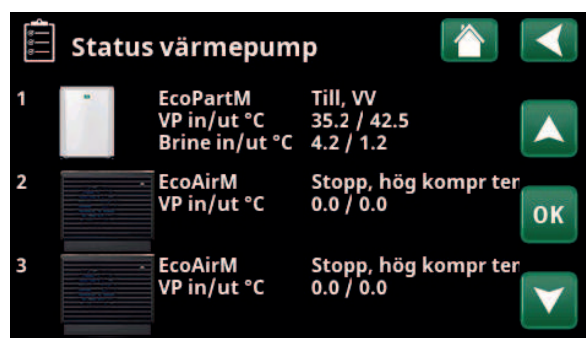 Status värmepump
1 EcoPartM Till, VV
VP in/ut °C 35.2 / 42.5
Brine in/ut °C 4.2 / 1.2
2 EcoAirM Stopp, hög kompr ten
VP in/ut °C 0.0 / 0.0
OK
3 EcoAirM Stopp, hög kompr ten
VP in/ut °C 0.0 / 0.0